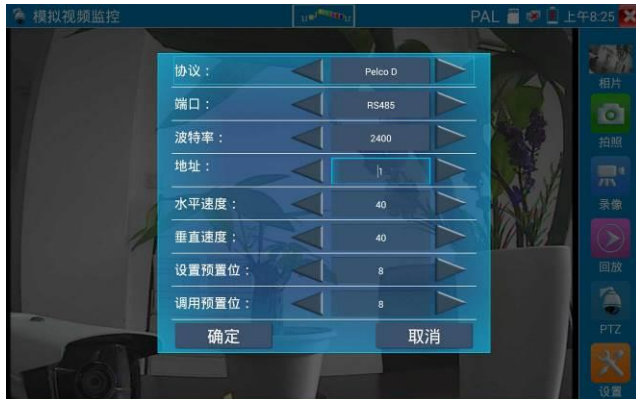 模拟视频监控 PAL 上午8:25
协议： Pelco D
端口： RS485
波特率： 2400
地址： 1
水平速度： 40
垂直速度： 40
设置预置位： 8
调用预置位： 8
确定 取消
相片
拍照
录像
回放
PTZ
设置